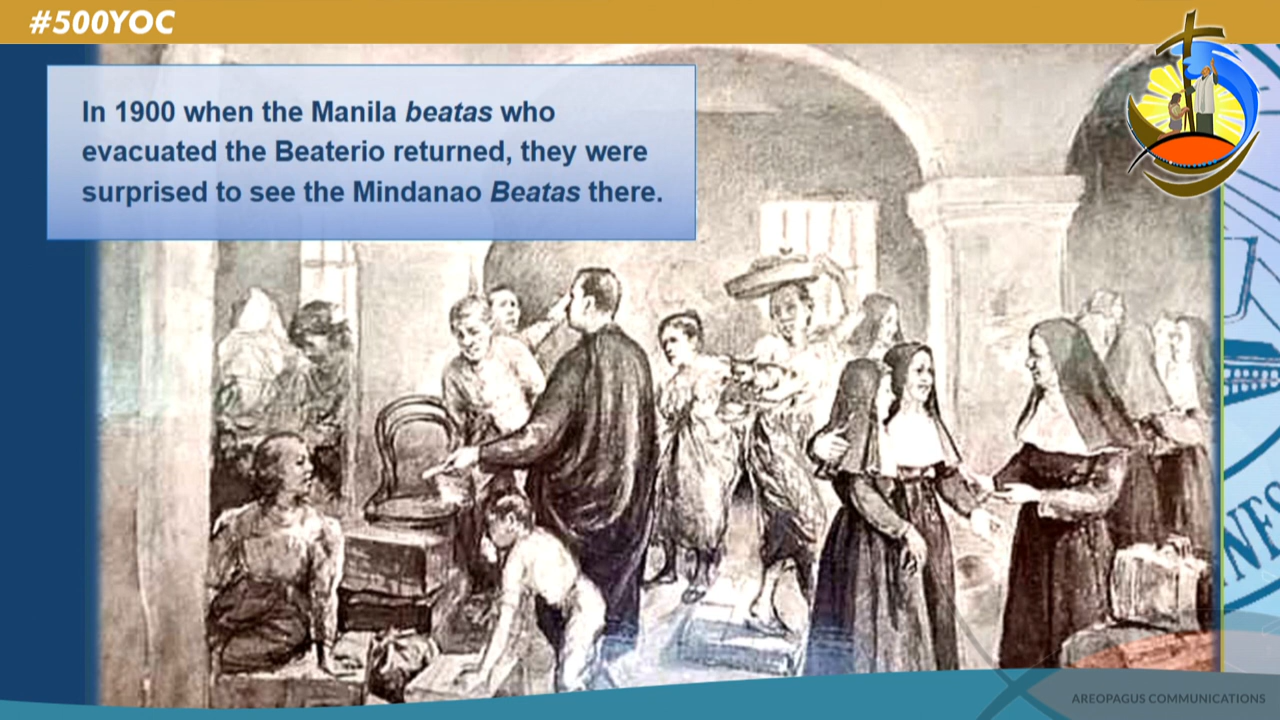 #500YOC
In 1900 when the Manila beatas who
evacuated the Beaterio returned, they were
surprised to see the Mindanao Beatas there.
NES
AREOPAGUS COMMUNICATIONS